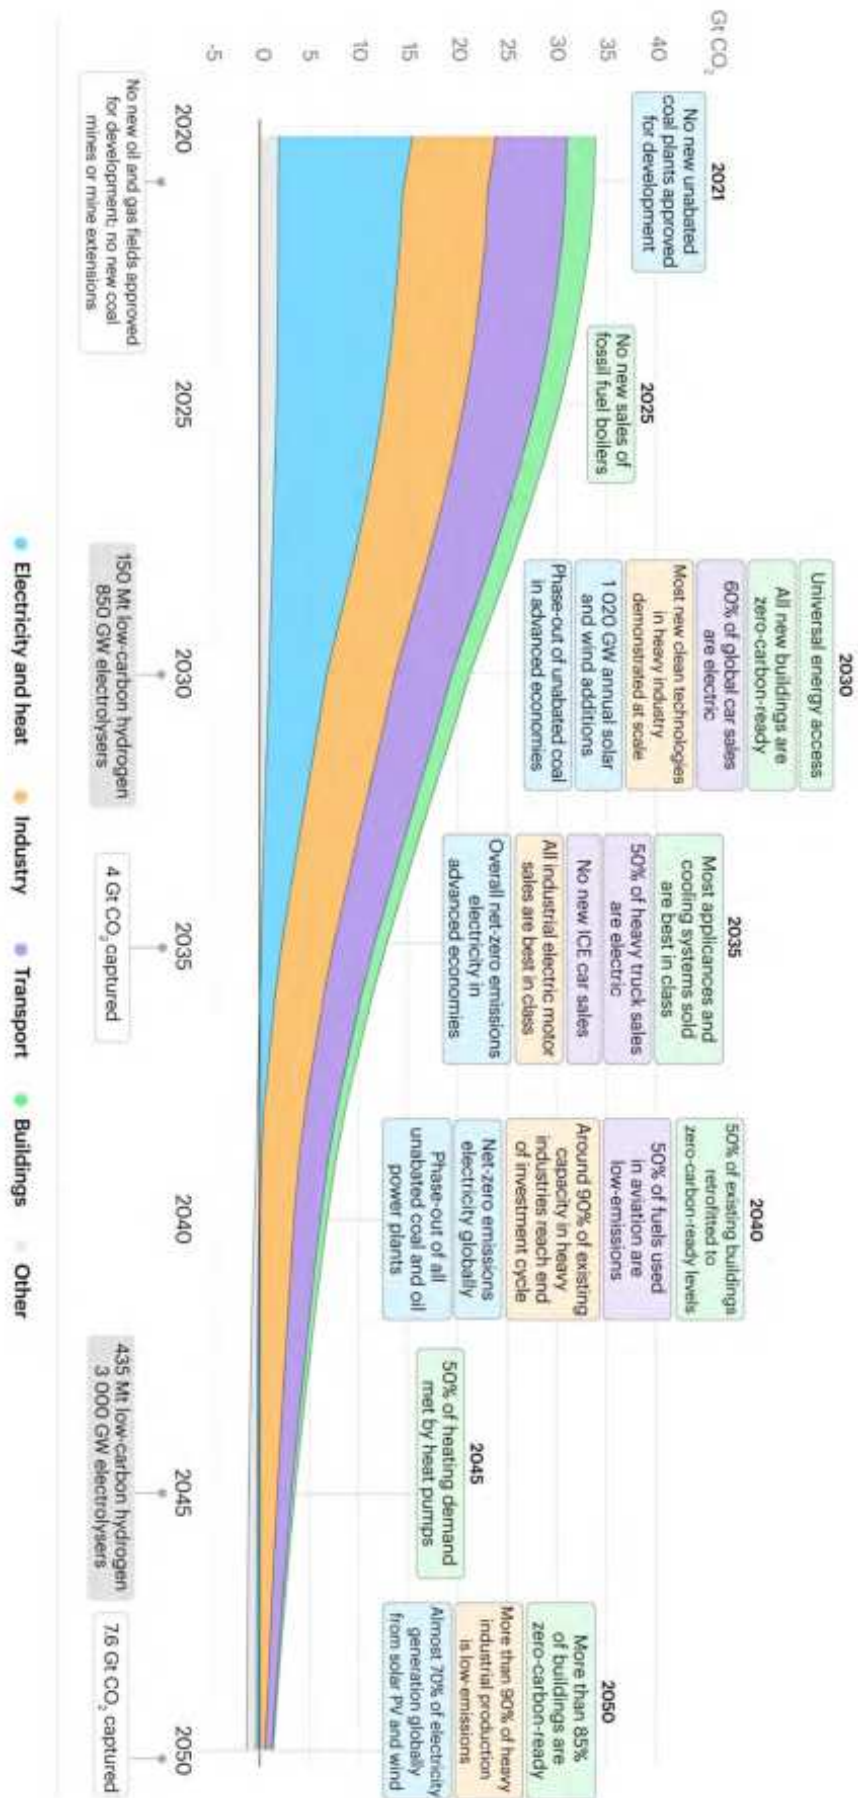 Gt CO₂
40
35
30
25
20
15
10
5
0
-5
2021
No new unabated
coal plants approved
for development
2025
No new sales of
fossil fuel boilers
2030
Universal energy access
All new buildings are
zero-carbon-ready
60% of global car sales
are electric
Most new clean technologies
in heavy industry
demonstrated at scale
1 020 GW annual solar
and wind additions
Phase-out of unabated coal
in advanced economies
2035
Most applicances and
cooling systems sold
are best in class
50% of heavy truck sales
are electric
No new ICE car sales
All industrial electric motor
sales are best in class
Overall net-zero emissions
electricity in
advanced economies
2040
50% of existing buildings
retrofitted to
zero-carbon-ready levels
50% of fuels used
in aviation are
low-emissions
Around 90% of existing
capacity in heavy
industries reach end
of investment cycle
Net-zero emissions
electricity globally
Phase-out of all
unabated coal and oil
power plants
2045
50% of heating demand
met by heat pumps
2050
More than 85%
of buildings are
zero-carbon-ready
More than 90% of heavy
industrial production
is low-emissions
Almost 70% of electricity
generation globally
from solar PV and wind
2020
2025
2030
2035
2040
2045
2050
No new oil and gas fields approved
for development; no new coal
mines or mine extensions
150 Mt low-carbon hydrogen
850 GW electrolysers
4 Gt CO₂ captured
435 Mt low-carbon hydrogen
3 000 GW electrolysers
7.6 Gt CO₂ captured
Electricity and heat
Industry
Transport
Buildings
Other